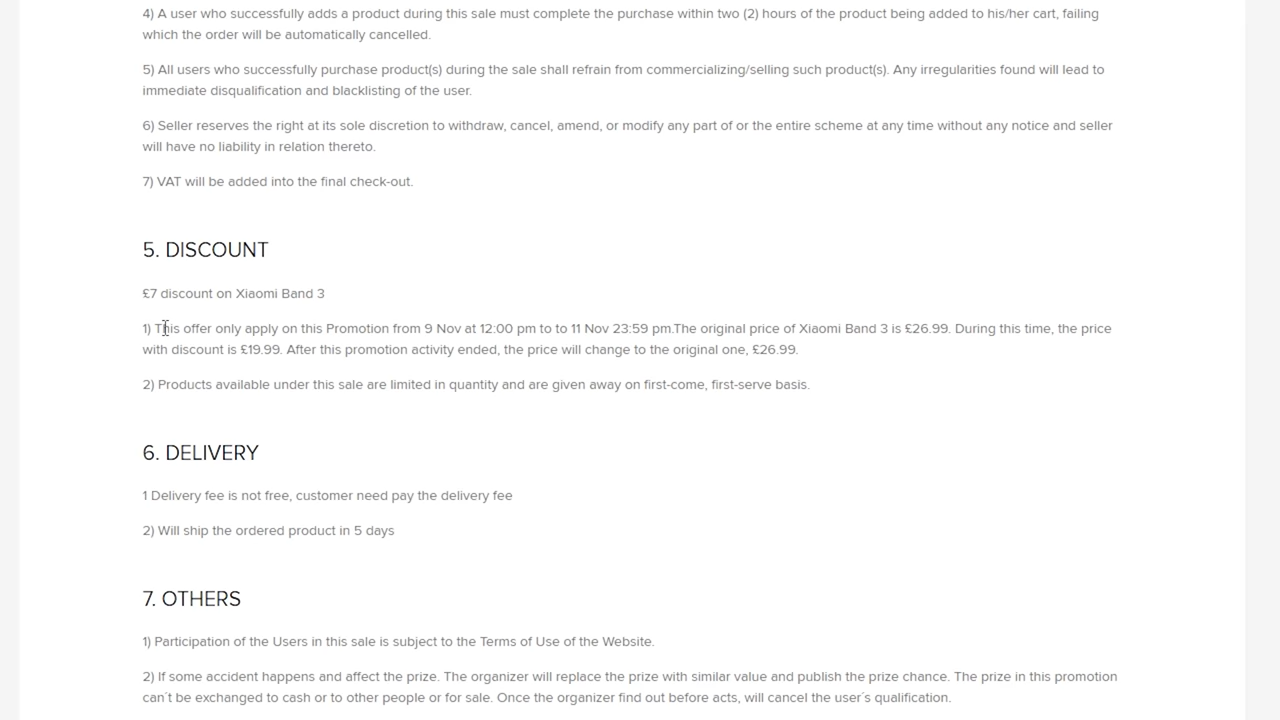 4) A user who successfully adds a product during this sale must complete the purchase within two (2) hours of the product being added to his/her cart, failing
which the order will be automatically cancelled.
5) All users who successfully purchase product(s) during the sale shall refrain from commercializing/selling such product(s). Any irregularities found will lead to
immediate disqualification and blacklisting of the user.
6) Seller reserves the right at its sole discretion to withdraw, cancel, amend, or modify any part of or the entire scheme at any time without any notice and seller
will have no liability in relation thereto.
7) VAT will be added into the final check-out.
5. DISCOUNT
£7 discount on Xiaomi Band 3
1) This offer only apply on this Promotion from 9 Nov at 12:00 pm to to 11 Nov 23:59 pm.The original price of Xiaomi Band 3 is £26.99. During this time, the price
with discount is £19.99. After this promotion activity ended, the price will change to the original one, £26.99.
2) Products available under this sale are limited in quantity and are given away on first-come, first-serve basis.
6. DELIVERY
1 Delivery fee is not free, customer need pay the delivery fee
2) Will ship the ordered product in 5 days
7. OTHERS
1) Participation of the Users in this sale is subject to the Terms of Use of the Website.
2) If some accident happens and affect the prize. The organizer will replace the prize with similar value and publish the prize chance. The prize in this promotion
can´t be exchanged to cash or to other people or for sale. Once the organizer find out before acts, will cancel the user´s qualification.